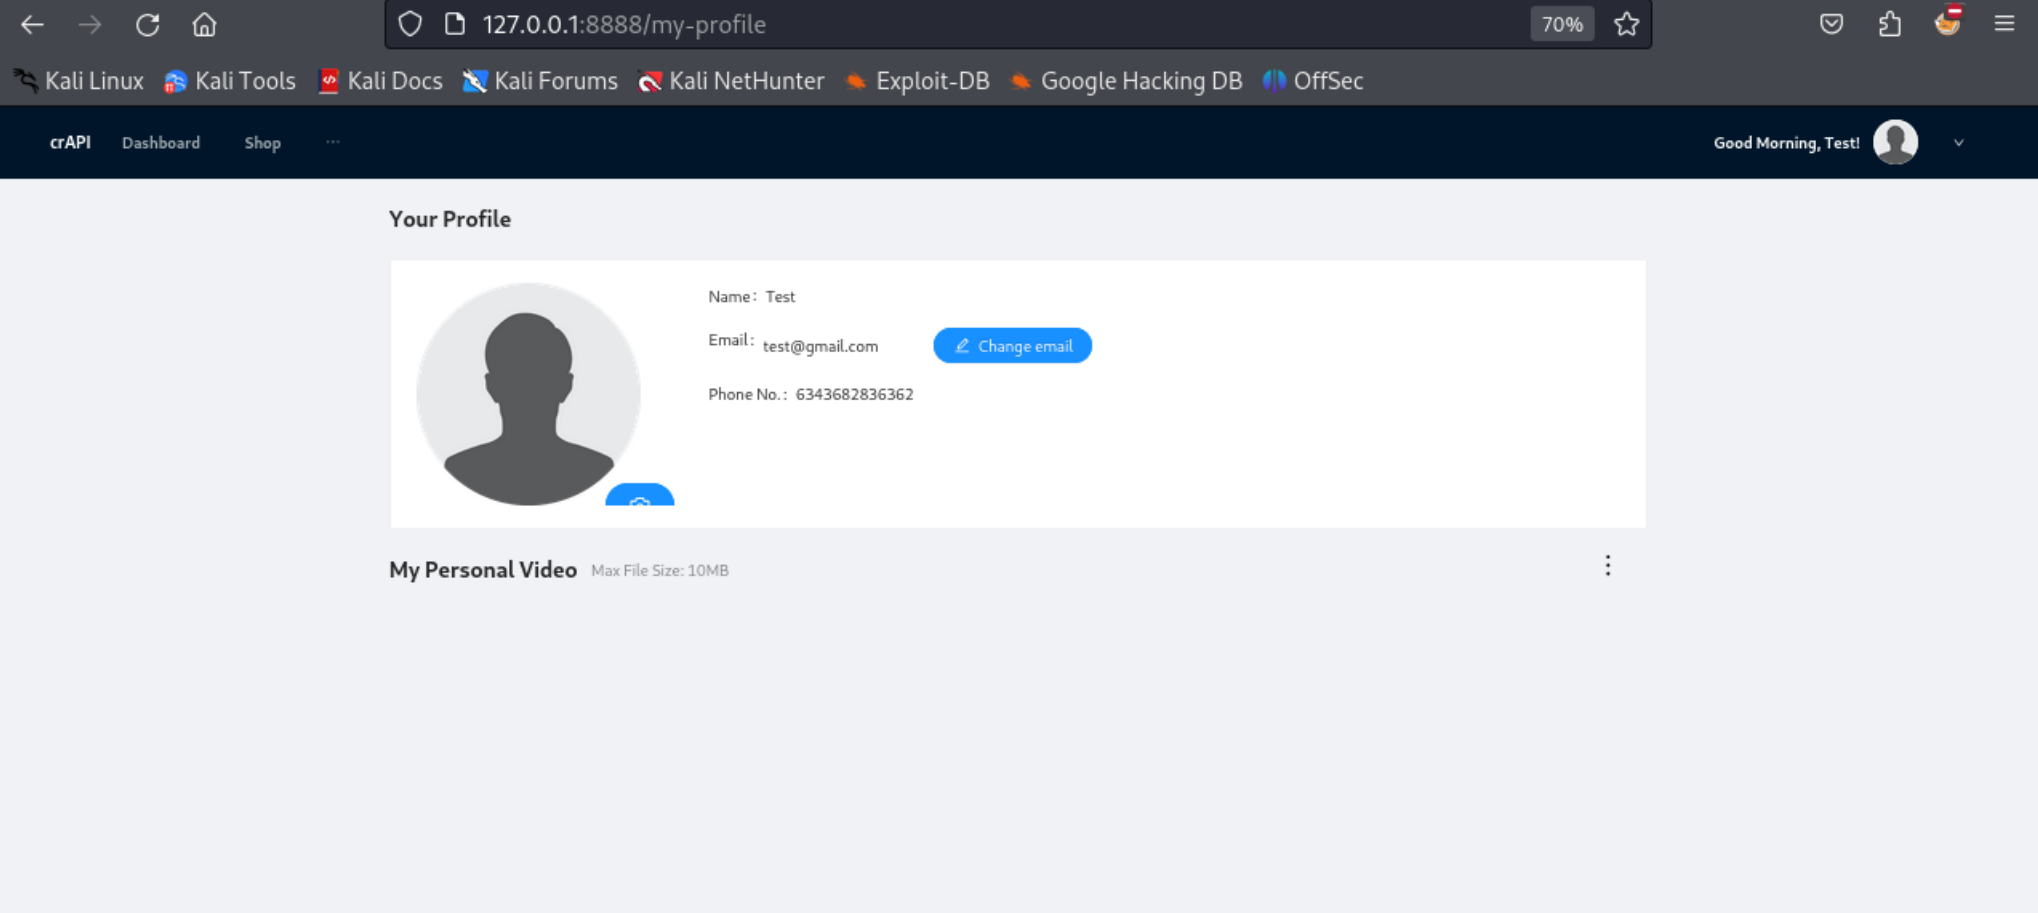 127.0.0.1:8888/my-profile 70%
Kali Linux Kali Tools Kali Docs Kali Forums Kali NetHunter Exploit-DB Google Hacking DB OffSec
crAPI Dashboard Shop ··· Good Morning, Test!
Your Profile
Name: Test
Email: test@gmail.com Change email
Phone No.: 6343682836362
My Personal Video Max File Size: 10MB